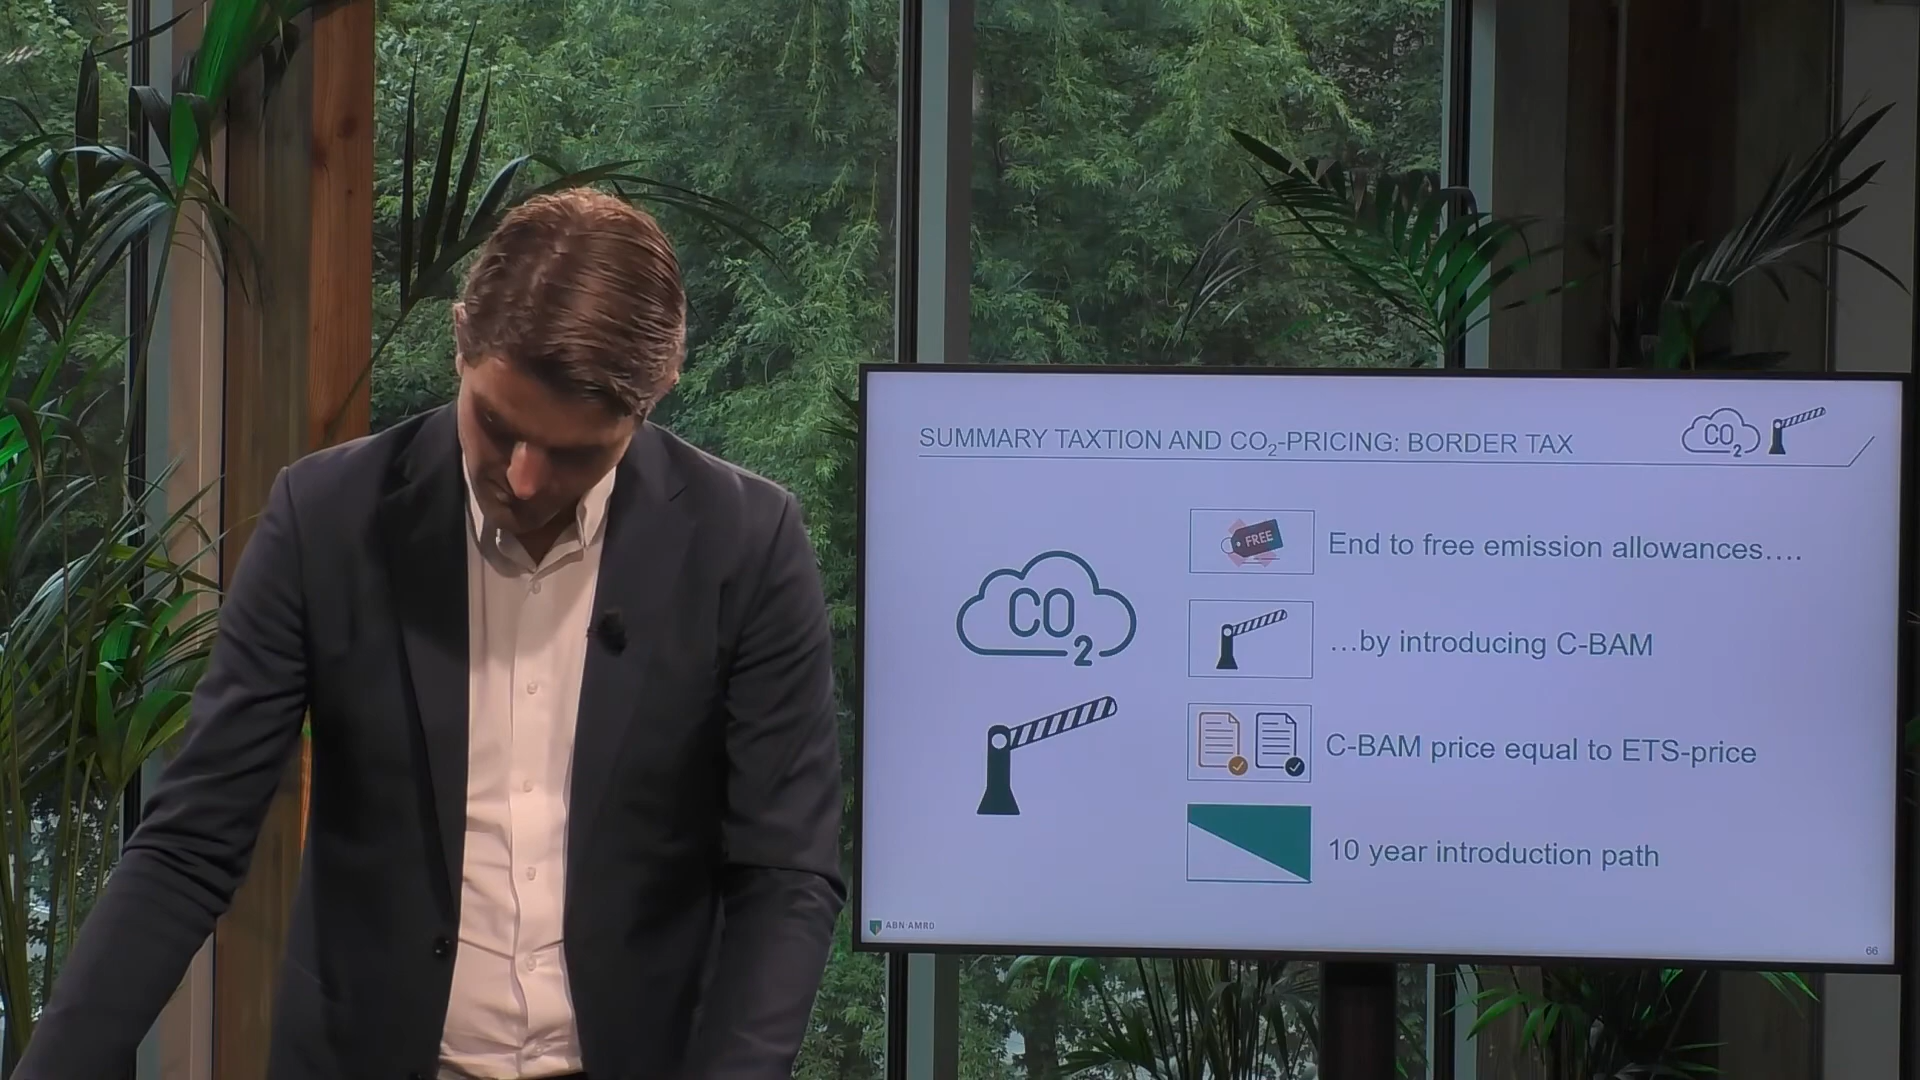 SUMMARY TAXTION AND CO₂-PRICING: BORDER TAX
CO₂
FREE
End to free emission allowances....
CO₂
...by introducing C-BAM
C-BAM price equal to ETS-price
10 year introduction path
ABN·AMRO
66